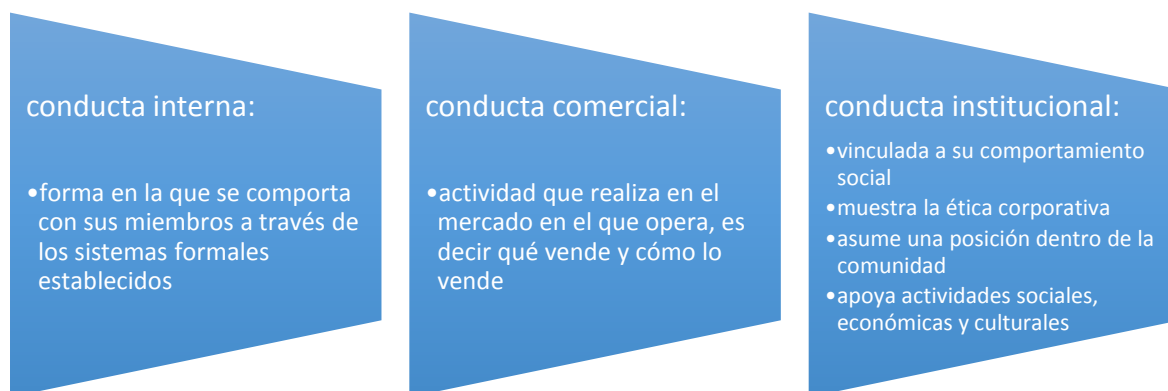 conducta interna:
•forma en la que se comporta
con sus miembros a través de
los sistemas formales
establecidos
conducta comercial:
•actividad que realiza en el
mercado en el que opera, es
decir qué vende y cómo lo
vende
conducta institucional:
•vinculada a su comportamiento
social
•muestra la ética corporativa
•asume una posición dentro de la
comunidad
•apoya actividades sociales,
económicas y culturales